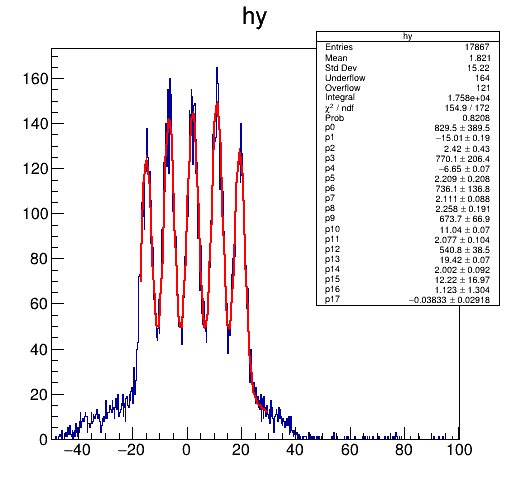 hy
hy
Entries 17867
Mean 1.821
Std Dev 15.22
Underflow 164
Overflow 121
Integral 1.758e+04
χ² / ndf 154.9 / 172
Prob 0.8208
p0 829.5 ± 389.5
p1 −15.01 ± 0.19
p2 2.42 ± 0.43
p3 770.1 ± 206.4
p4 −6.65 ± 0.07
p5 2.209 ± 0.208
p6 736.1 ± 136.8
p7 2.111 ± 0.088
p8 2.258 ± 0.191
p9 673.7 ± 66.9
p10 11.04 ± 0.07
p11 2.077 ± 0.104
p12 540.8 ± 38.5
p13 19.42 ± 0.07
p14 2.002 ± 0.092
p15 12.22 ± 16.97
p16 1.123 ± 1.304
p17 −0.03833 ± 0.02918
160
140
120
100
80
60
40
20
0
−40 −20 0 20 40 60 80 100